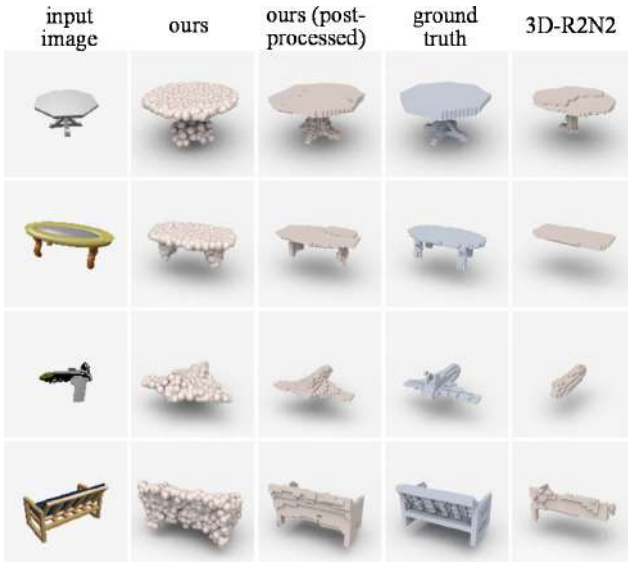 input image
ours
ours (post-processed)
ground truth
3D-R2N2